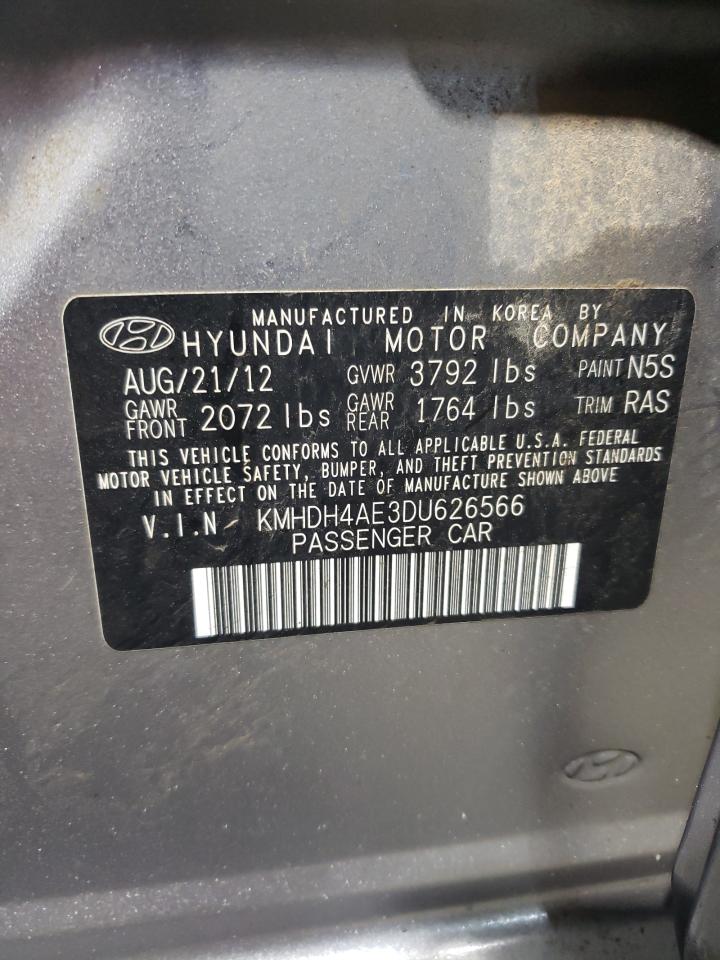 MANUFACTURED IN KOREA BY
HYUNDAI MOTOR COMPANY
AUG/21/12 GVWR 3792 lbs PAINT N5S
GAWR FRONT 2072 lbs GAWR REAR 1764 lbs TRIM RAS
THIS VEHICLE CONFORMS TO ALL APPLICABLE U.S.A. FEDERAL
MOTOR VEHICLE SAFETY, BUMPER, AND THEFT PREVENTION STANDARDS
IN EFFECT ON THE DATE OF MANUFACTURE SHOWN ABOVE
V.I.N KMHDH4AE3DU626566
PASSENGER CAR